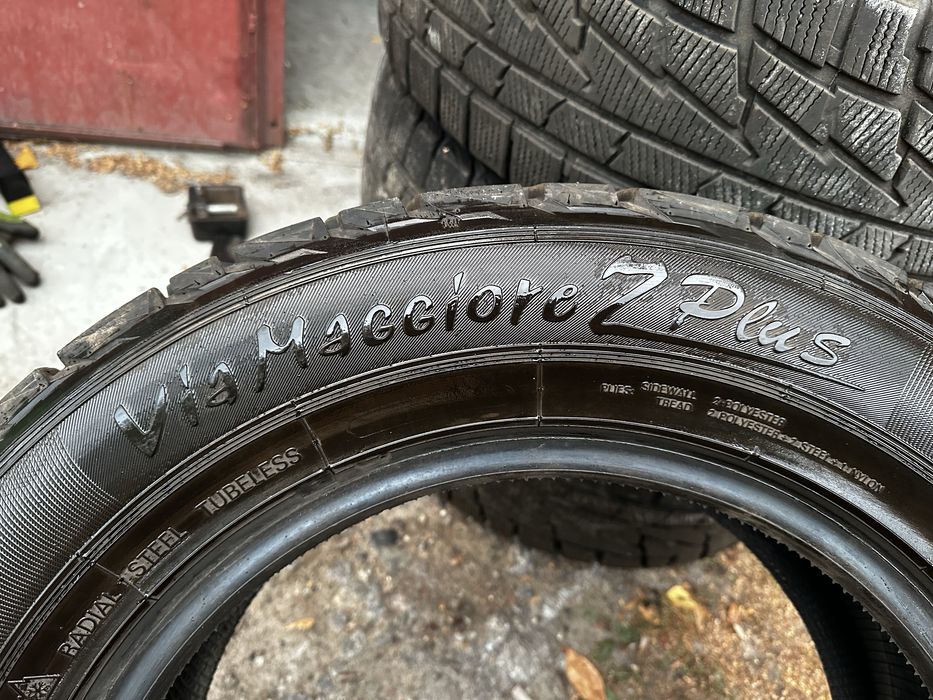 Via Maggiore Z Plus
PLIES: SIDEWALL 2 POLYESTER
TREAD 2 POLYESTER + 2 STEEL + 1 NYLON
RADIAL STEEL TUBELESS